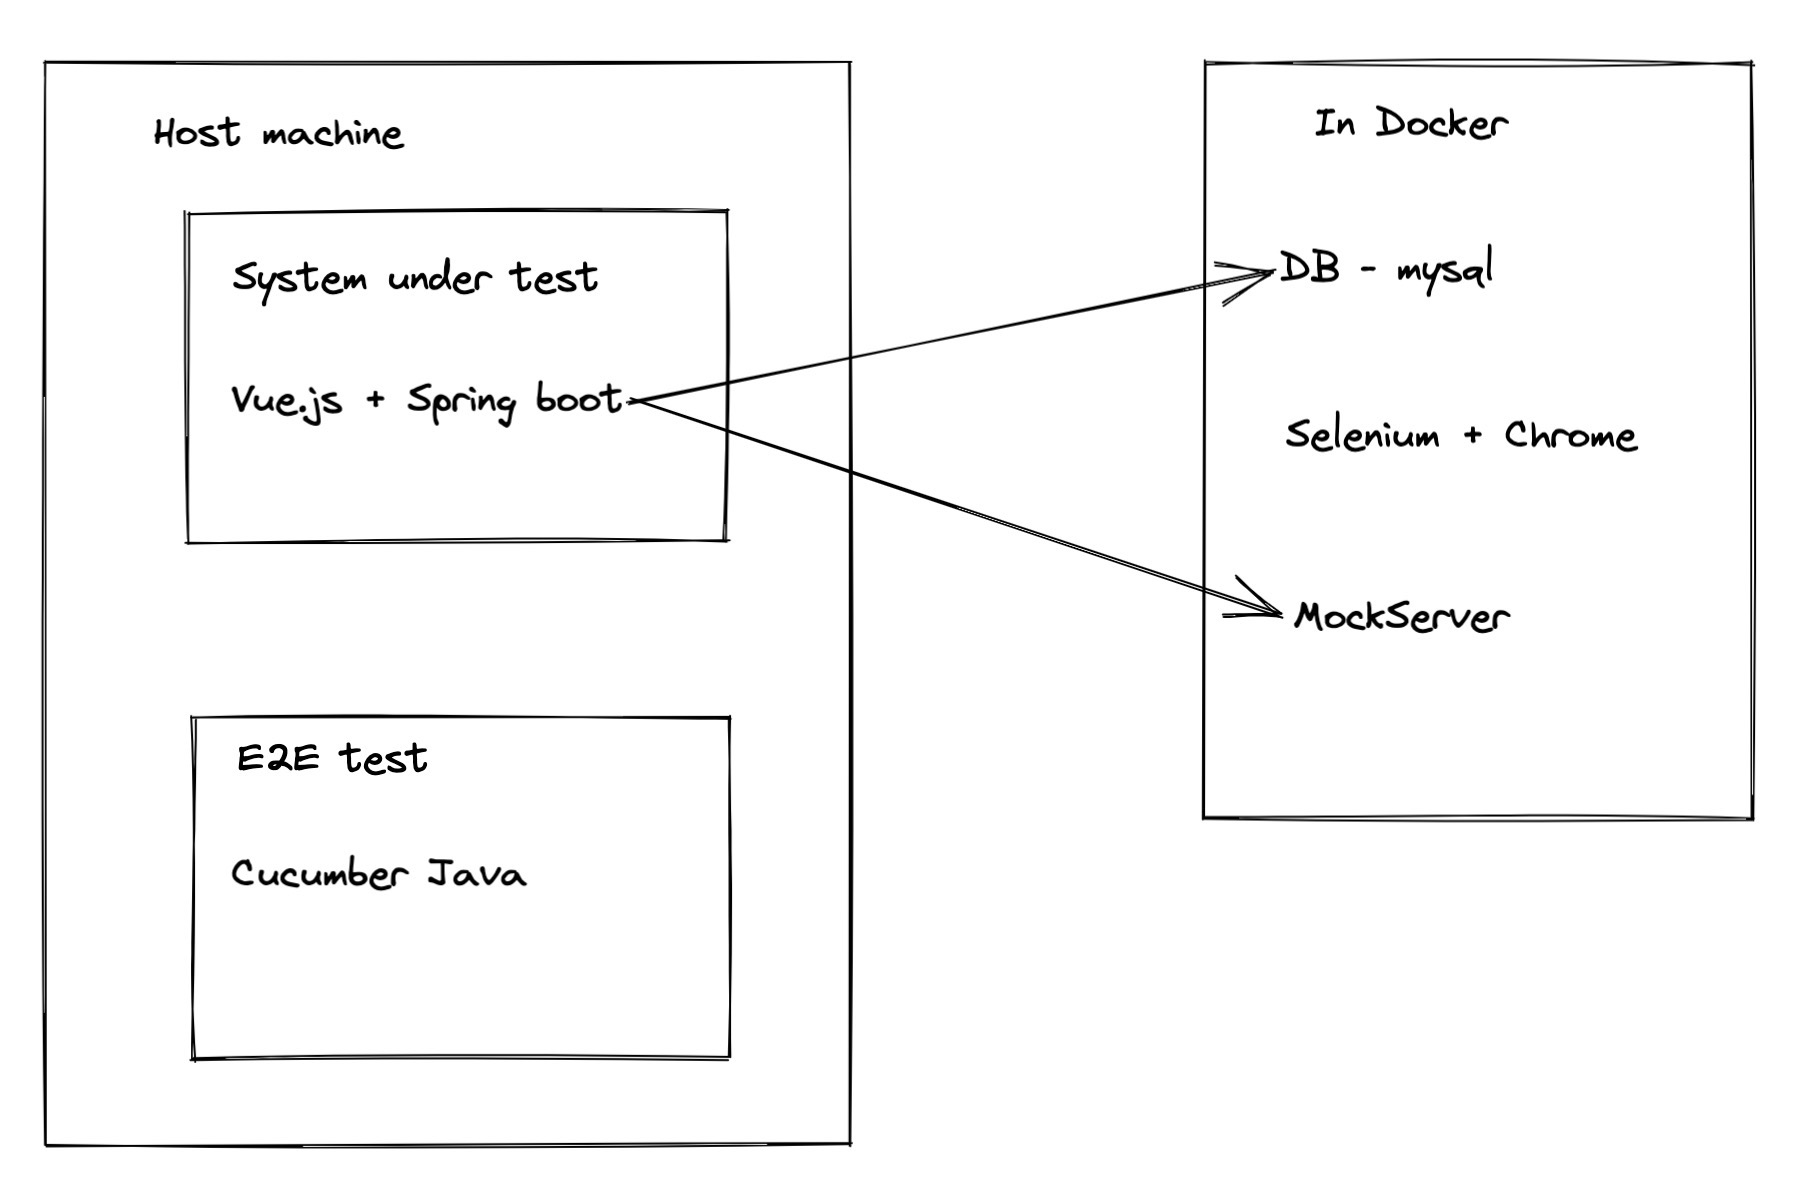 Host machine
System under test
Vue.js + Spring boot
E2E test
Cucumber Java
In Docker
DB - mysql
Selenium + Chrome
MockServer